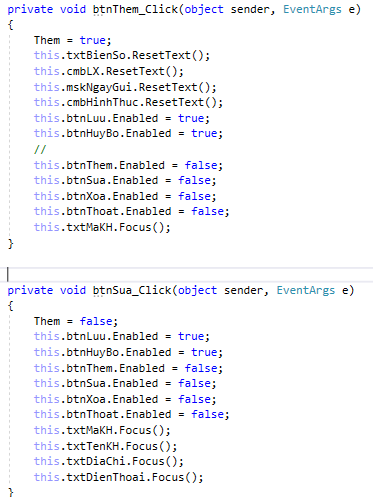 private void btnThem_Click(object sender, EventArgs e)
{
Them = true;
this.txtBienSo.ResetText();
this.cmbLX.ResetText();
this.mskNgayGui.ResetText();
this.cmbHinhThuc.ResetText();
this.btnLuu.Enabled = true;
this.btnHuyBo.Enabled = true;
//
this.btnThem.Enabled = false;
this.btnSua.Enabled = false;
this.btnXoa.Enabled = false;
this.btnThoat.Enabled = false;
this.txtMaKH.Focus();
}
private void btnSua_Click(object sender, EventArgs e)
{
Them = false;
this.btnLuu.Enabled = true;
this.btnHuyBo.Enabled = true;
this.btnThem.Enabled = false;
this.btnSua.Enabled = false;
this.btnXoa.Enabled = false;
this.btnThoat.Enabled = false;
this.txtMaKH.Focus();
this.txtTenKH.Focus();
this.txtDiaChi.Focus();
this.txtDienThoai.Focus();
}